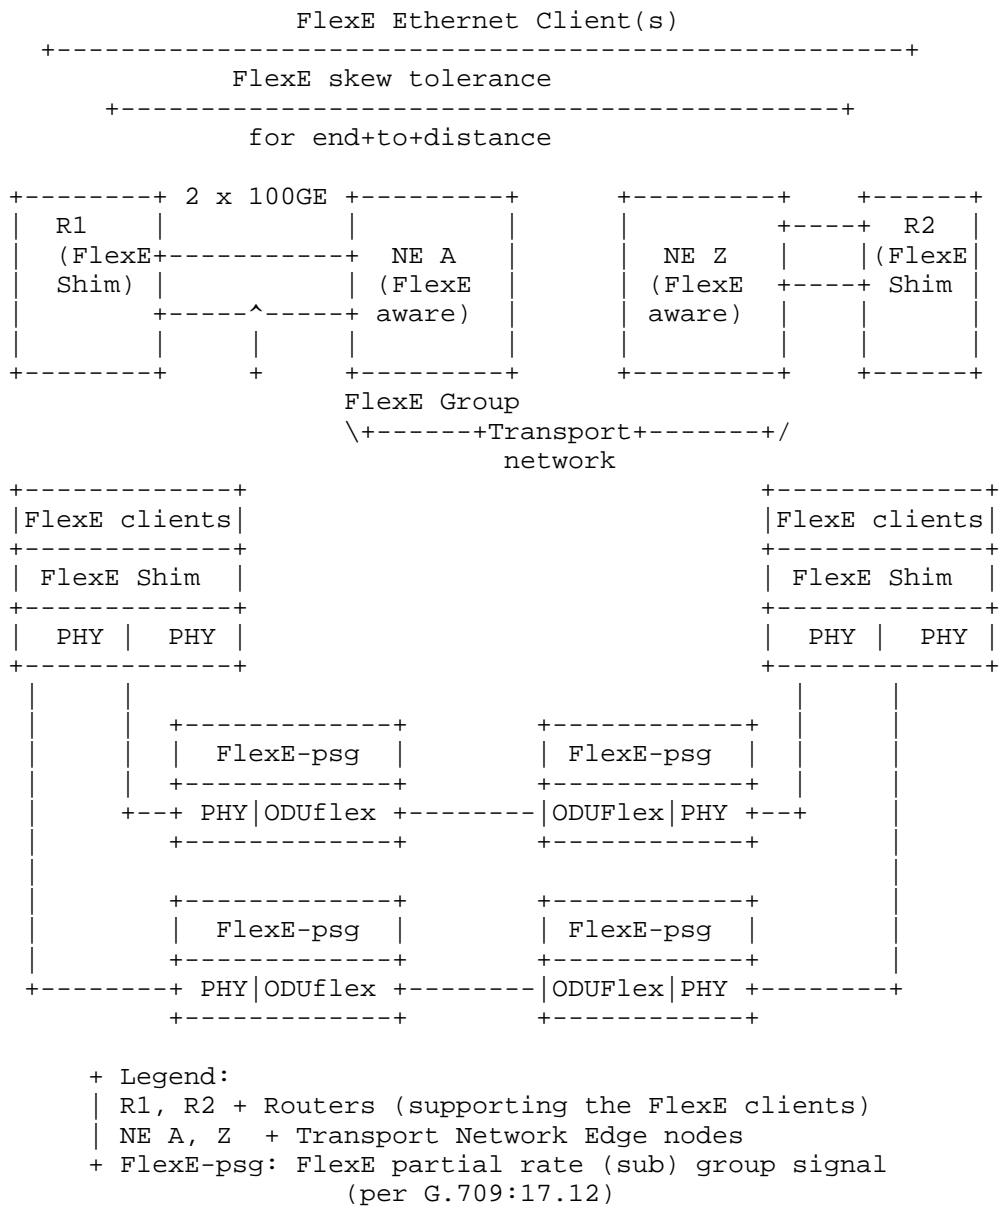 FlexE Ethernet Client(s)
+-----------------------------------------------------+
FlexE skew tolerance
+---------------------------------------------+
for end+to+distance
+--------+ 2 x 100GE +---------+      +---------+    +------+
|  R1    |           |         |      |         +----+  R2  |
|  (FlexE+-----------+  NE A   |      |  NE Z   |    |(FlexE|
|  Shim) |           | (FlexE  |      | (FlexE  +----+ Shim |
|        +-----^-----+ aware)  |      | aware)  |    |      |
|        |     |     |         |      |         |    |      |
+--------+     +     +---------+      +---------+    +------+
FlexE Group
\+------+Transport+-------+/
network
+-------------+                                +-------------+
|FlexE clients|                                |FlexE clients|
+-------------+                                +-------------+
| FlexE Shim  |                                | FlexE Shim  |
+-------------+                                +-------------+
|  PHY |  PHY |                                |  PHY |  PHY |
+-------------+                                +-------------+
 |     |                                         |     |
 |     |  +-------------+        +------------+  |     |
 |     |  |  FlexE-psg  |        | FlexE-psg  |  |     |
 |     |  +-------------+        +------------+  |     |
 |     +--+ PHY|ODUflex +--------|ODUFlex|PHY +--+     |
 |        +-------------+        +------------+        |
 |                                                     |
 |        +-------------+        +------------+        |
 |        |  FlexE-psg  |        | FlexE-psg  |        |
 |        +-------------+        +------------+        |
 +--------+ PHY|ODUflex +--------|ODUFlex|PHY +--------+
          +-------------+        +------------+
+ Legend:
| R1, R2 + Routers (supporting the FlexE clients)
| NE A, Z  + Transport Network Edge nodes
+ FlexE-psg: FlexE partial rate (sub) group signal
(per G.709:17.12)